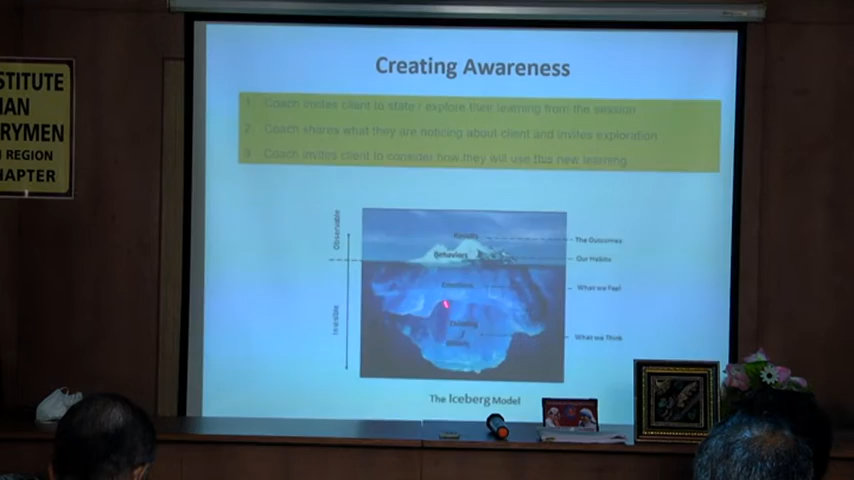 STITUTE
IAN
RYMEN
REGION
HAPTER
Creating Awareness
1 Coach invites client to state / explore their learning from the session
2. Coach shares what they are noticing about client and invites exploration
3 Coach invites client to consider how they will use this new learning
Observable
Invisible
Results
Behaviors
Emotions
Thinking
Beliefs
The Outcomes
Our Habits
What we Feel
What we Think
The Iceberg Model